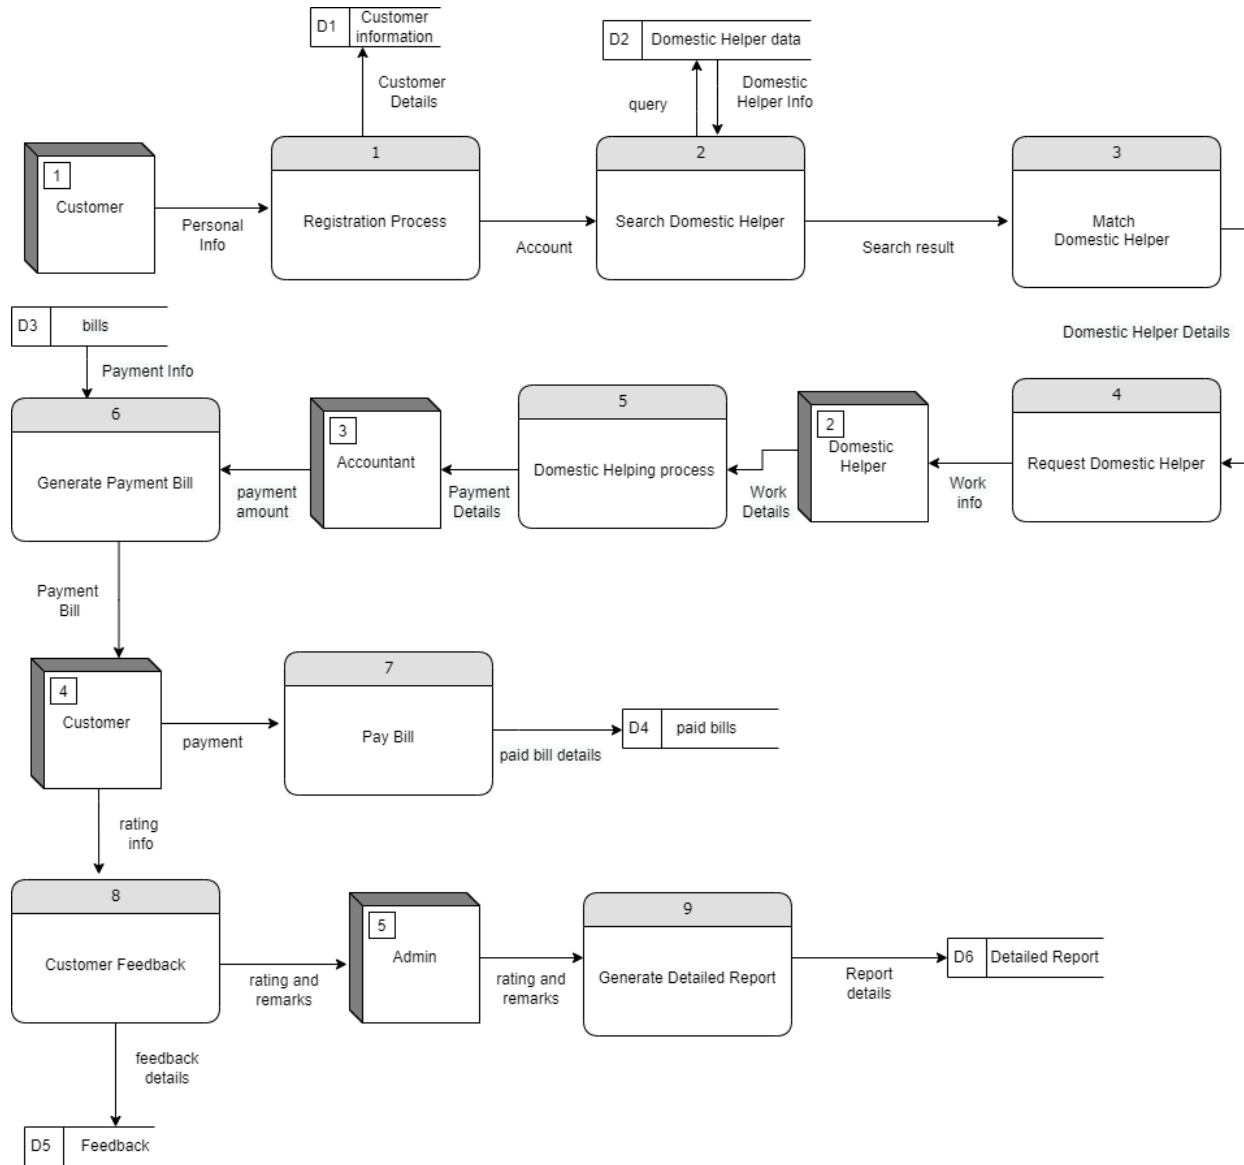 D1
Customer
information
D2
Domestic Helper data
Customer
Details
query
Domestic
Helper Info
1
Customer
Personal
Info
1
Registration Process
Account
2
Search Domestic Helper
Search result
3
Match
Domestic Helper
D3
bills
Payment Info
Domestic Helper Details
6
Generate Payment Bill
payment
amount
3
Accountant
Payment
Details
5
Domestic Helping process
Work
Details
2
Domestic
Helper
Work
info
4
Request Domestic Helper
Payment
Bill
4
Customer
payment
7
Pay Bill
paid bill details
D4
paid bills
rating
info
8
Customer Feedback
rating and
remarks
5
Admin
rating and
remarks
9
Generate Detailed Report
Report
details
D6
Detailed Report
feedback
details
D5
Feedback